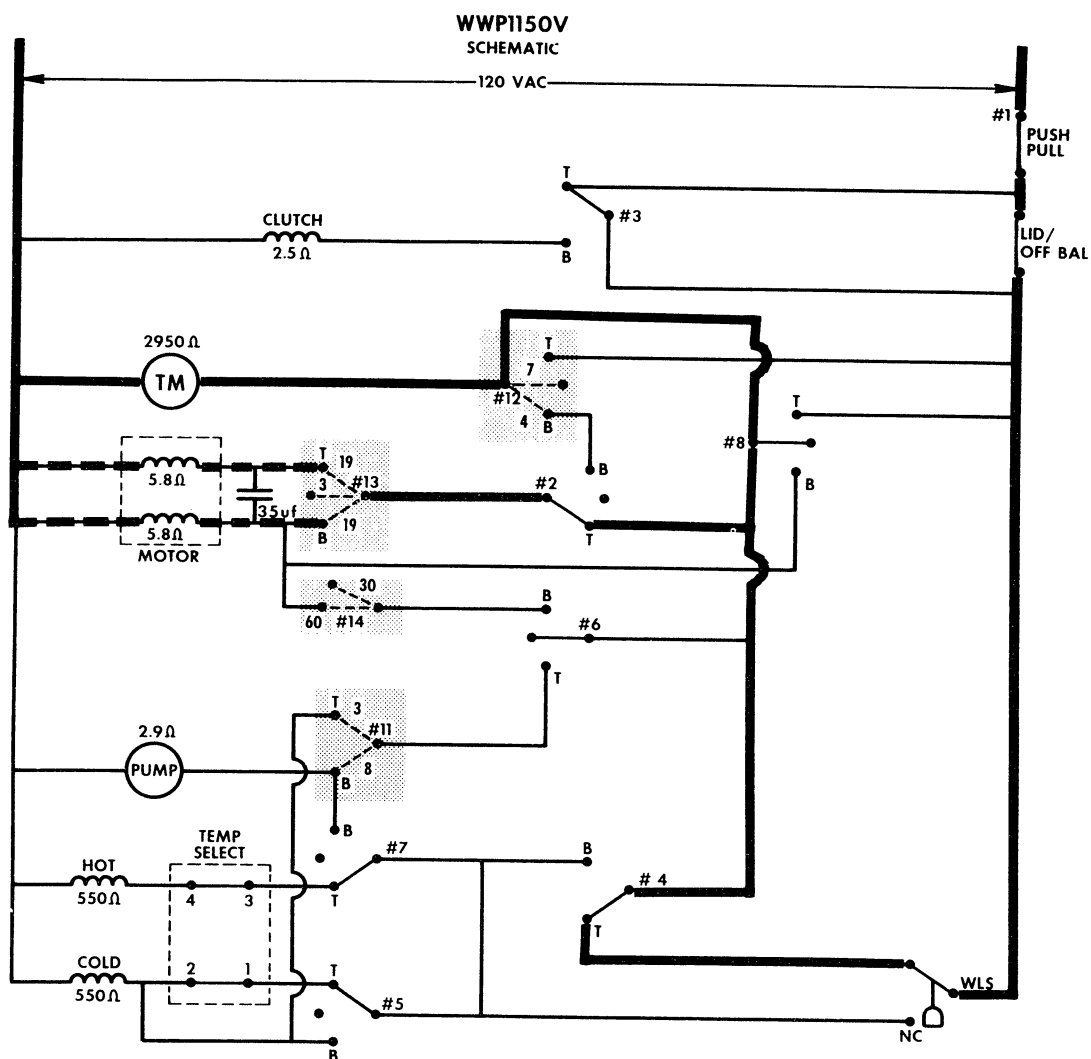 WWP1150V
SCHEMATIC
120 VAC
#1
PUSH
PULL
T
#3
CLUTCH
2.5Ω
B
LID/
OFF BAL
2950Ω
TM
T
7
#12
4
B
T
#8
B
B
T
19
#13
3
5.8Ω
35uf
5.8Ω
19
B
MOTOR
#2
T
30
60
#14
B
#6
T
T
3
#11
8
B
2.9Ω
PUMP
B
TEMP
SELECT
#7
B
HOT
550Ω
4
3
T
#4
T
COLD
550Ω
2
1
T
#5
B
WLS
NC